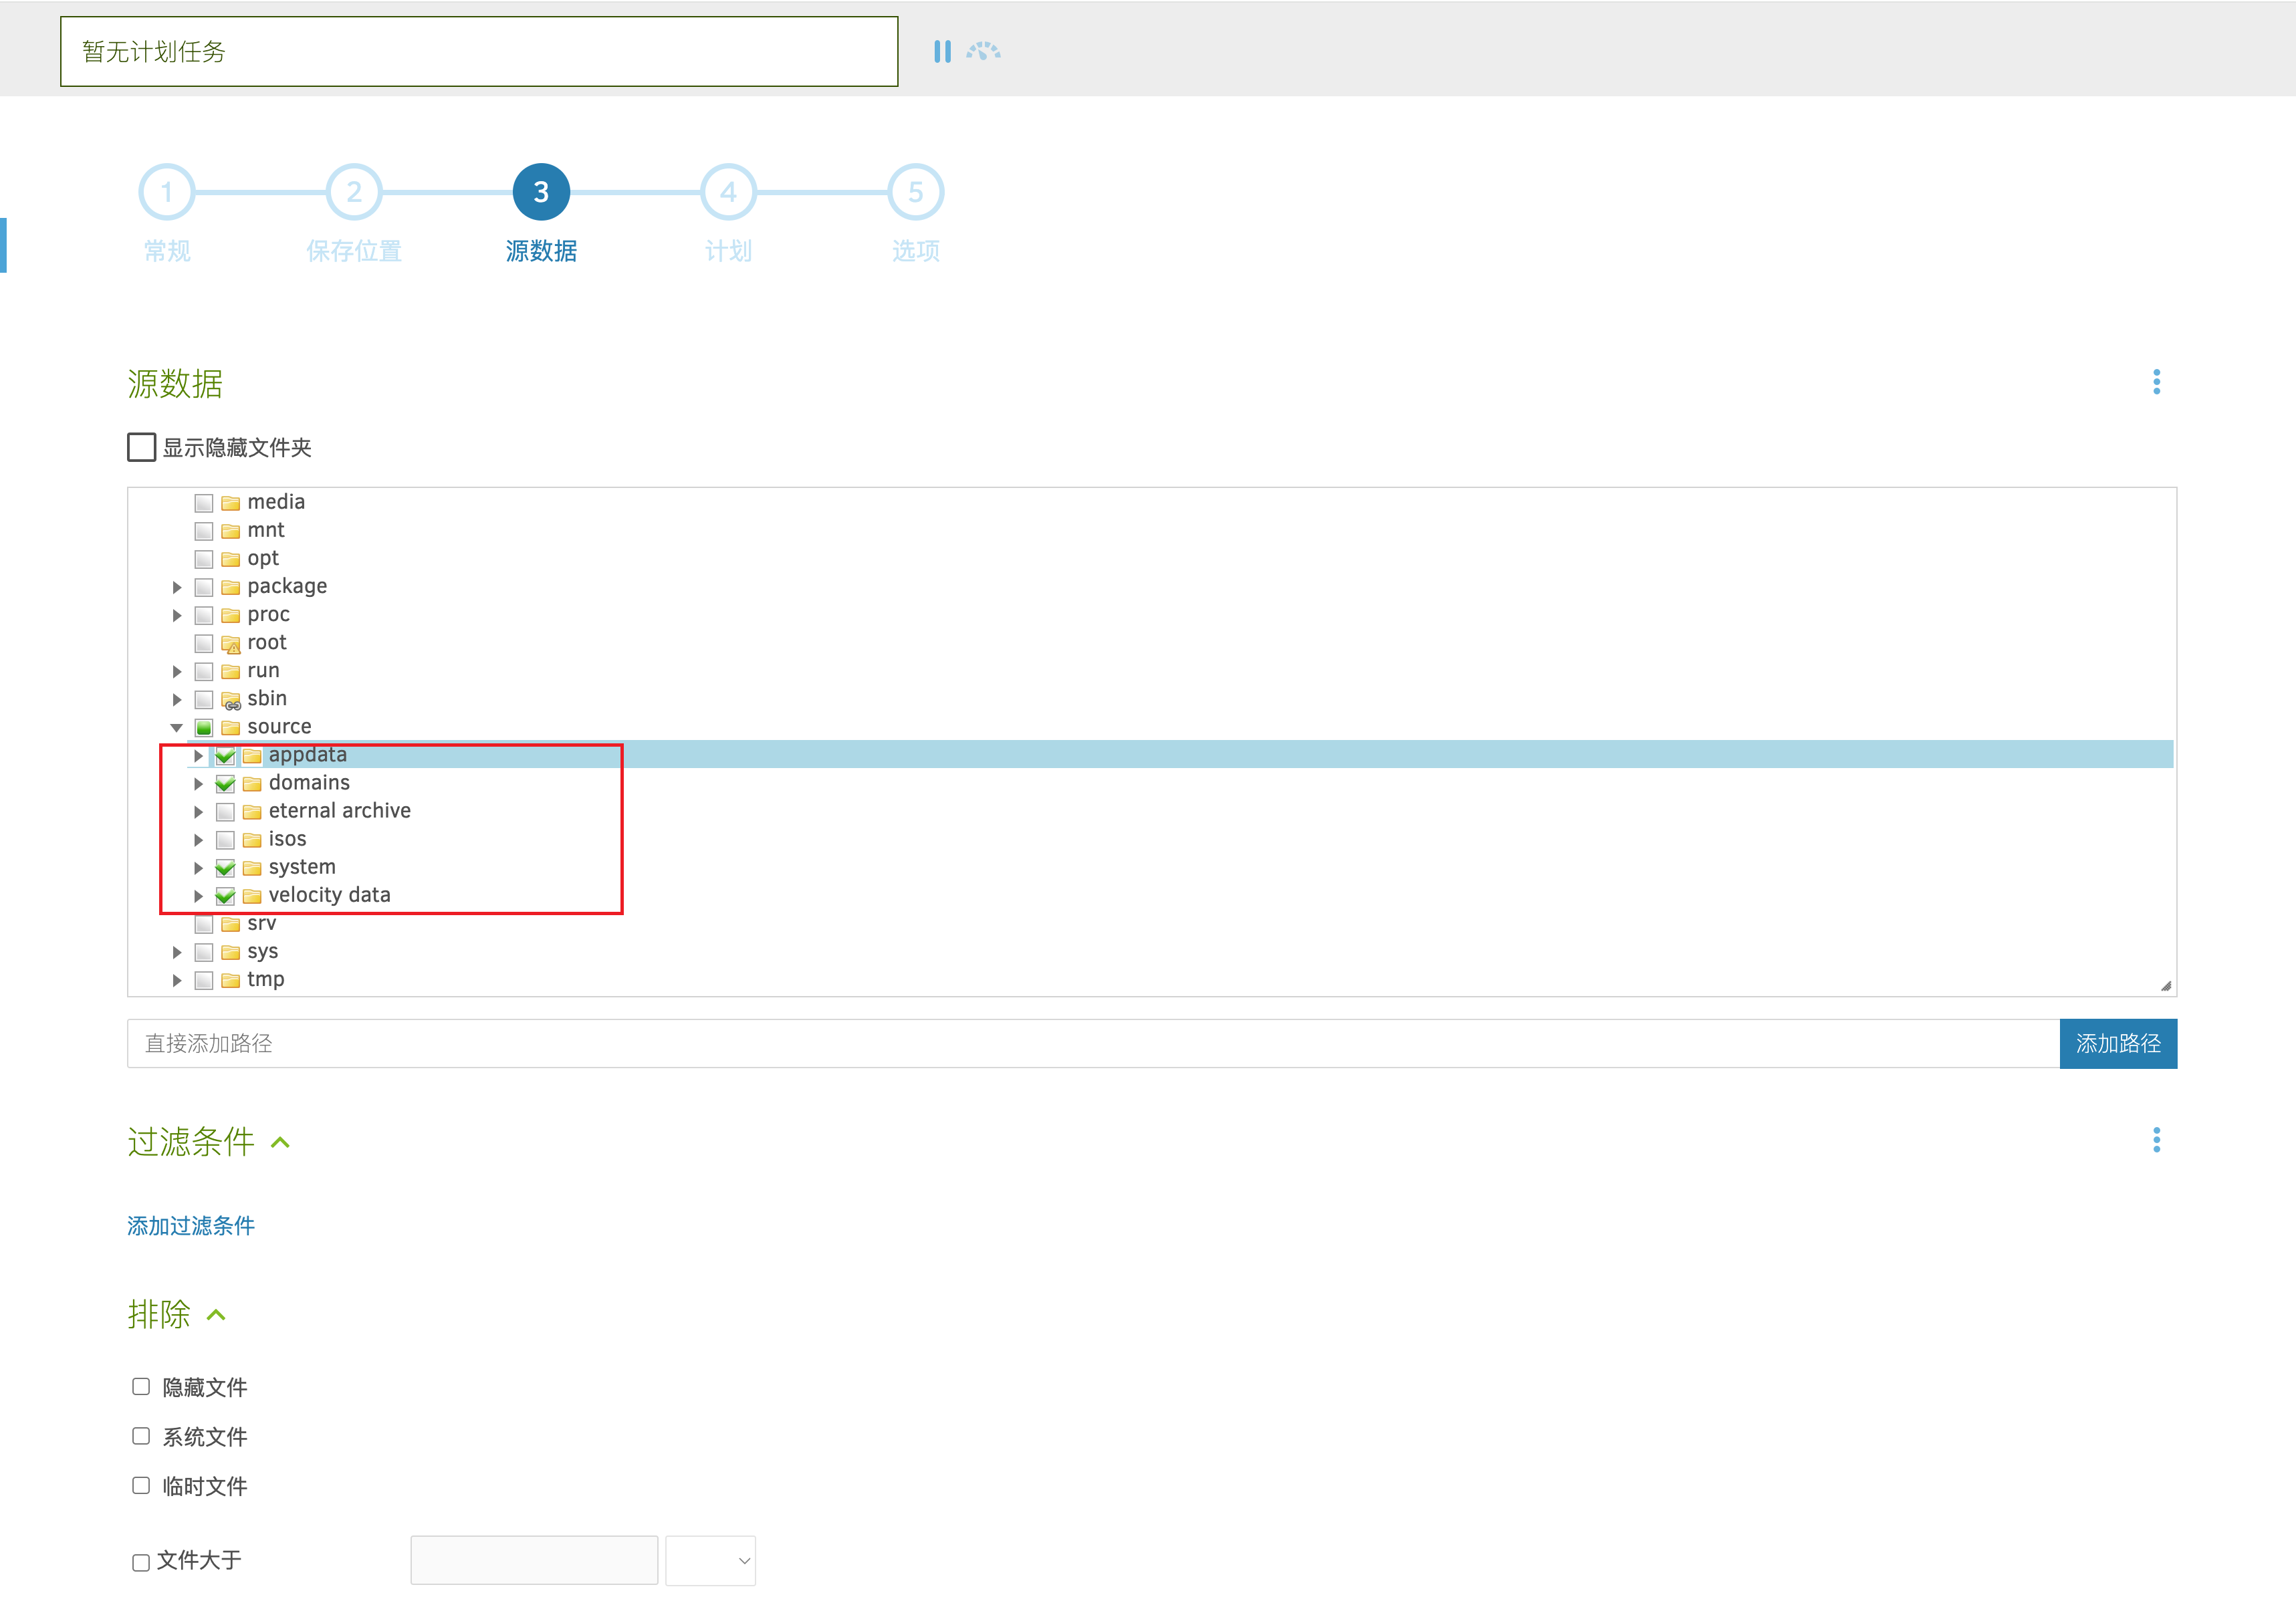 暂无计划任务
1 2 3 4 5
常规 保存位置 源数据 计划 选项
源数据
显示隐藏文件夹
media
mnt
opt
package
proc
root
run
sbin
source
appdata
domains
eternal archive
isos
system
velocity data
srv
sys
tmp
直接添加路径 添加路径
过滤条件
添加过滤条件
排除
隐藏文件
系统文件
临时文件
文件大于